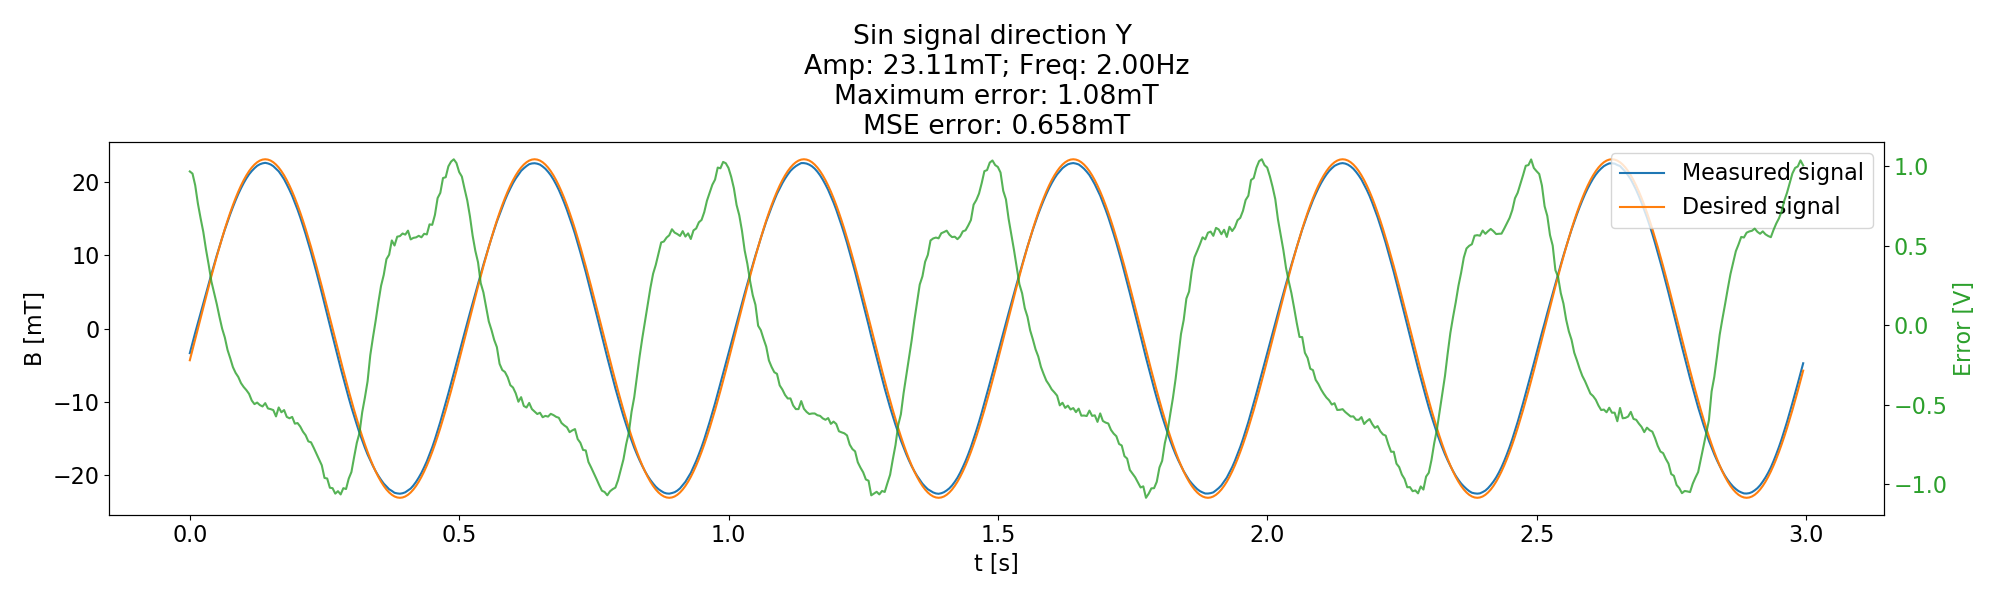 Sin signal direction Y
Amp: 23.11mT; Freq: 2.00Hz
Maximum error: 1.08mT
MSE error: 0.658mT
Measured signal
Desired signal
B [mT]
20
10
0
−10
−20
1.0
0.5
0.0
−0.5
−1.0
Error [V]
0.0 0.5 1.0 1.5 2.0 2.5 3.0
t [s]